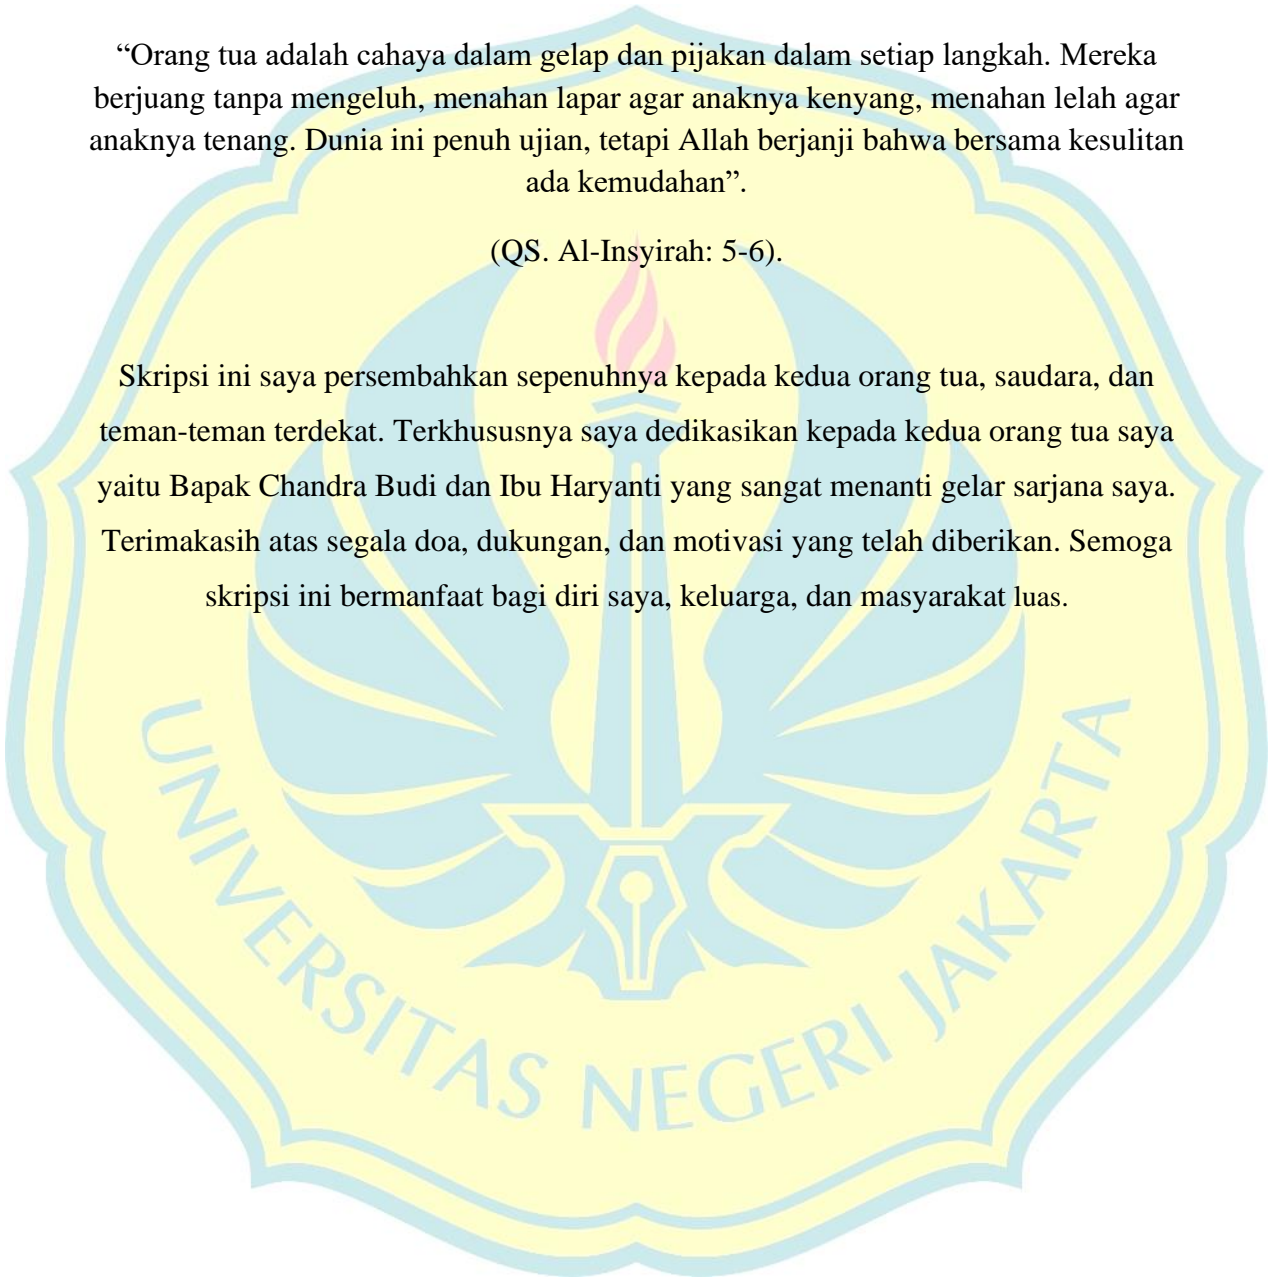 “Orang tua adalah cahaya dalam gelap dan pijakan dalam setiap langkah. Mereka
berjuang tanpa mengeluh, menahan lapar agar anaknya kenyang, menahan lelah agar
anaknya tenang. Dunia ini penuh ujian, tetapi Allah berjanji bahwa bersama kesulitan
ada kemudahan”.
(QS. Al-Insyirah: 5-6).
Skripsi ini saya persembahkan sepenuhnya kepada kedua orang tua, saudara, dan
teman-teman terdekat. Terkhususnya saya dedikasikan kepada kedua orang tua saya
yaitu Bapak Chandra Budi dan Ibu Haryanti yang sangat menanti gelar sarjana saya.
Terimakasih atas segala doa, dukungan, dan motivasi yang telah diberikan. Semoga
skripsi ini bermanfaat bagi diri saya, keluarga, dan masyarakat luas.
UNIVERSITAS NEGERI JAKARTA